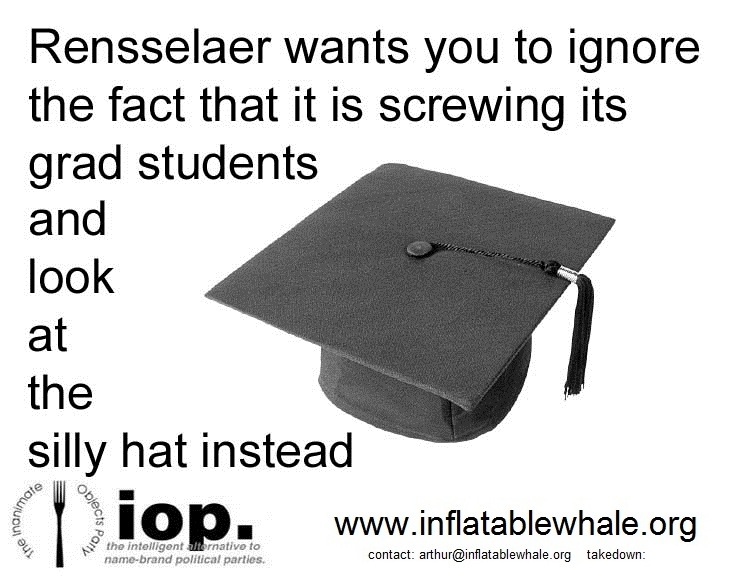 Rensselaer wants you to ignore
the fact that it is screwing its
grad students
and
look
at
the
silly hat instead
The Inanimate
Objects Party
iop.
the intelligent alternative to
name-brand political parties.
www.inflatablewhale.org
contact: arthur@inflatablewhale.org takedown: